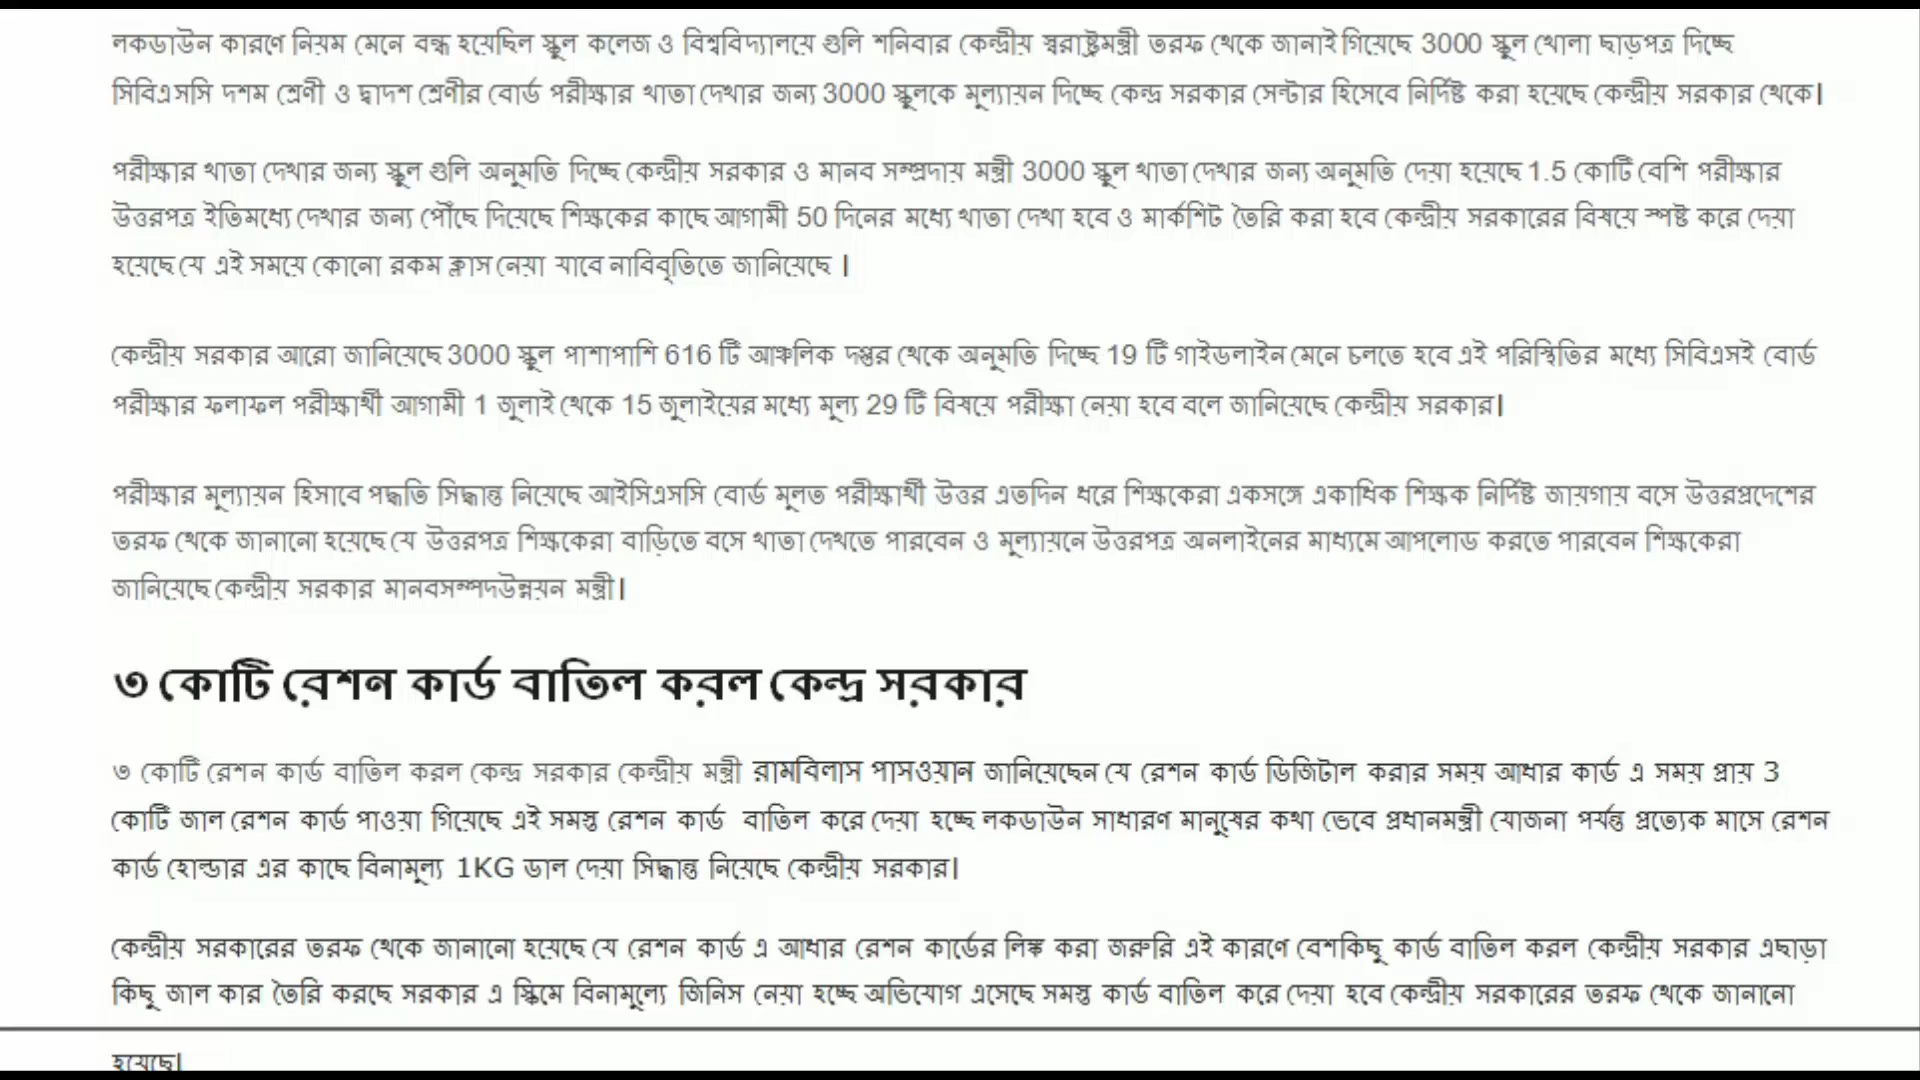 লকডাউন কারণে নিয়ম মেনে বন্ধ হয়েছিল স্কুল কলেজ ও বিশ্ববিদ্যালয়ে গুলি শনিবার কেন্দ্রীয় স্বরাষ্ট্রমন্ত্রী তরফ থেকে জানাই গিয়েছে 3000 স্কুল খোলা ছাড়পত্র দিচ্ছে
সিবিএসসি দশম শ্রেণী ও দ্বাদশ শ্রেণীর বোর্ড পরীক্ষার খাতা দেখার জন্য 3000 স্কুলকে মূল্যায়ন দিচ্ছে কেন্দ্র সরকার সেন্টার হিসেবে নির্দিষ্ট করা হয়েছে কেন্দ্রীয় সরকার থেকে।
পরীক্ষার খাতা দেখার জন্য স্কুল গুলি অনুমতি দিচ্ছে কেন্দ্রীয় সরকার ও মানব সম্প্রদায় মন্ত্রী 3000 স্কুল খাতা দেখার জন্য অনুমতি দেয়া হয়েছে 1.5 কোটি বেশি পরীক্ষার
উত্তরপত্র ইতিমধ্যে দেখার জন্য পৌঁছে দিয়েছে শিক্ষকের কাছে আগামী 50 দিনের মধ্যে খাতা দেখা হবে ও মার্কশিট তৈরি করা হবে কেন্দ্রীয় সরকারের বিষয়ে স্পষ্ট করে দেয়া
হয়েছে যে এই সময়ে কোনো রকম ক্লাস নেয়া যাবে নাবিবৃতিতে জানিয়েছে ।
কেন্দ্রীয় সরকার আরো জানিয়েছে 3000 স্কুল পাশাপাশি 616 টি আঞ্চলিক দপ্তর থেকে অনুমতি দিচ্ছে 19 টি গাইডলাইন মেনে চলতে হবে এই পরিস্থিতির মধ্যে সিবিএসই বোর্ড
পরীক্ষার ফলাফল পরীক্ষার্থী আগামী 1 জুলাই থেকে 15 জুলাইয়ের মধ্যে মূল্য 29 টি বিষয়ে পরীক্ষা নেয়া হবে বলে জানিয়েছে কেন্দ্রীয় সরকার।
পরীক্ষার মূল্যায়ন হিসাবে পদ্ধতি সিদ্ধান্ত নিয়েছে আইসিএসসি বোর্ড মূলত পরীক্ষার্থী উত্তর এতদিন ধরে শিক্ষকেরা একসঙ্গে একাধিক শিক্ষক নির্দিষ্ট জায়গায় বসে উত্তরপ্রদেশের
তরফ থেকে জানানো হয়েছে যে উত্তরপত্র শিক্ষকেরা বাড়িতে বসে খাতা দেখতে পারবেন ও মূল্যায়নে উত্তরপত্র অনলাইনের মাধ্যমে আপলোড করতে পারবেন শিক্ষকেরা
জানিয়েছে কেন্দ্রীয় সরকার মানবসম্পদউন্নয়ন মন্ত্রী।
৩ কোটি রেশন কার্ড বাতিল করল কেন্দ্র সরকার
৩ কোটি রেশন কার্ড বাতিল করল কেন্দ্র সরকার কেন্দ্রীয় মন্ত্রী রামবিলাস পাসওয়ান জানিয়েছেন যে রেশন কার্ড ডিজিটাল করার সময় আধার কার্ড এ সময় প্রায় 3
কোটি জাল রেশন কার্ড পাওয়া গিয়েছে এই সমস্ত রেশন কার্ড বাতিল করে দেয়া হচ্ছে লকডাউন সাধারণ মানুষের কথা ভেবে প্রধানমন্ত্রী যোজনা পর্যন্ত প্রত্যেক মাসে রেশন
কার্ড হোল্ডার এর কাছে বিনামূল্য 1KG ডাল দেয়া সিদ্ধান্ত নিয়েছে কেন্দ্রীয় সরকার।
কেন্দ্রীয় সরকারের তরফ থেকে জানানো হয়েছে যে রেশন কার্ড এ আধার রেশন কার্ডের লিঙ্ক করা জরুরি এই কারণে বেশকিছু কার্ড বাতিল করল কেন্দ্রীয় সরকার এছাড়া
কিছু জাল কার তৈরি করছে সরকার এ স্কিমে বিনামূল্যে জিনিস নেয়া হচ্ছে অভিযোগ এসেছে সমস্ত কার্ড বাতিল করে দেয়া হবে কেন্দ্রীয় সরকারের তরফ থেকে জানানো
হয়েছে।